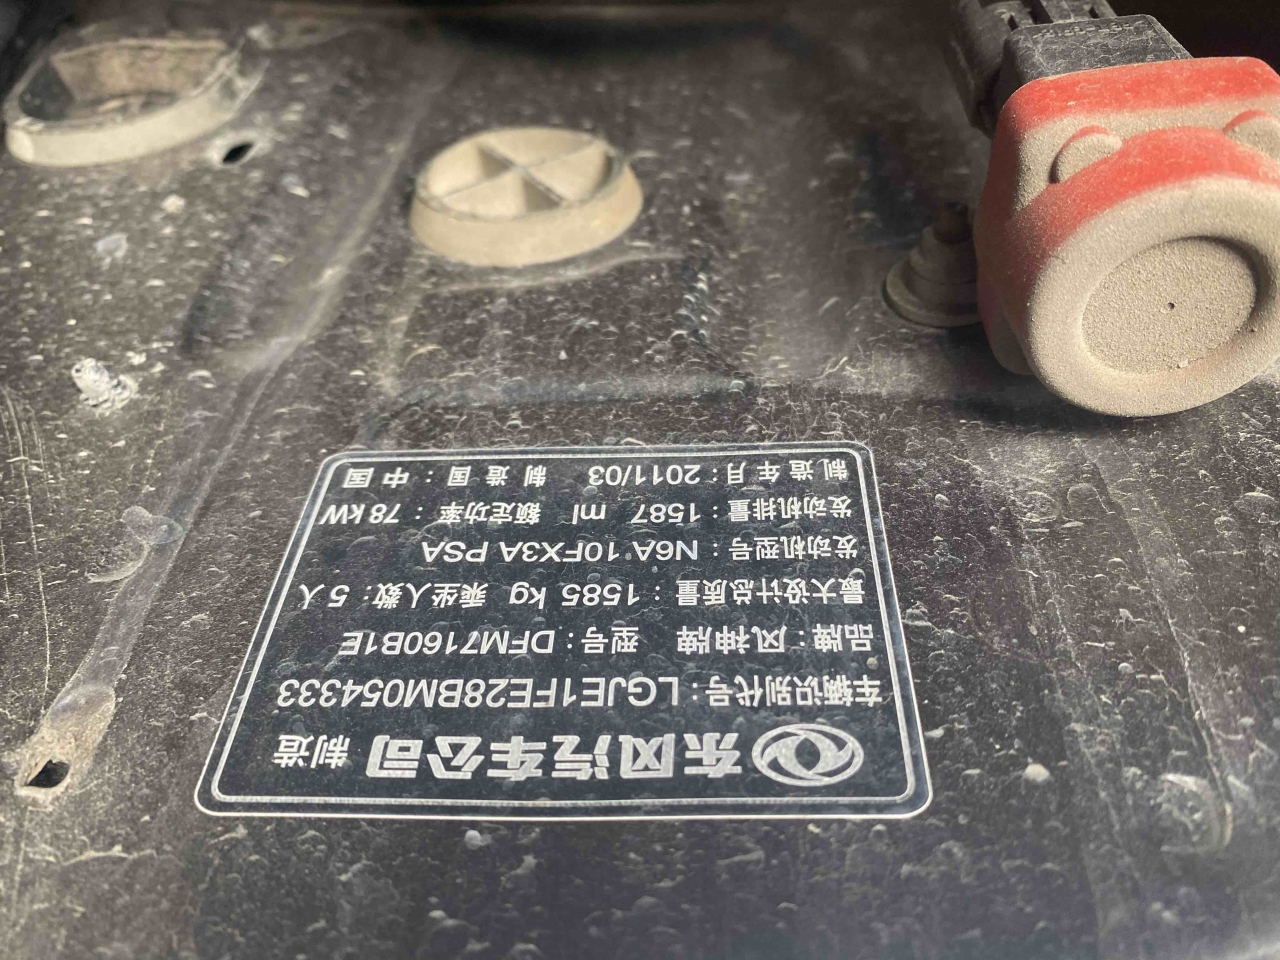 东风汽车公司 制造
车辆识别代号：LGJE1FE28BM054333
品牌：风神牌 型号：DFM7160B1E
最大设计总质量：1585 kg 乘坐人数：5人
发动机型号：N6A 10FX3A PSA
发动机排量：1587 ml 额定功率：78 kW
制造年月：2011/03 制造国：中国